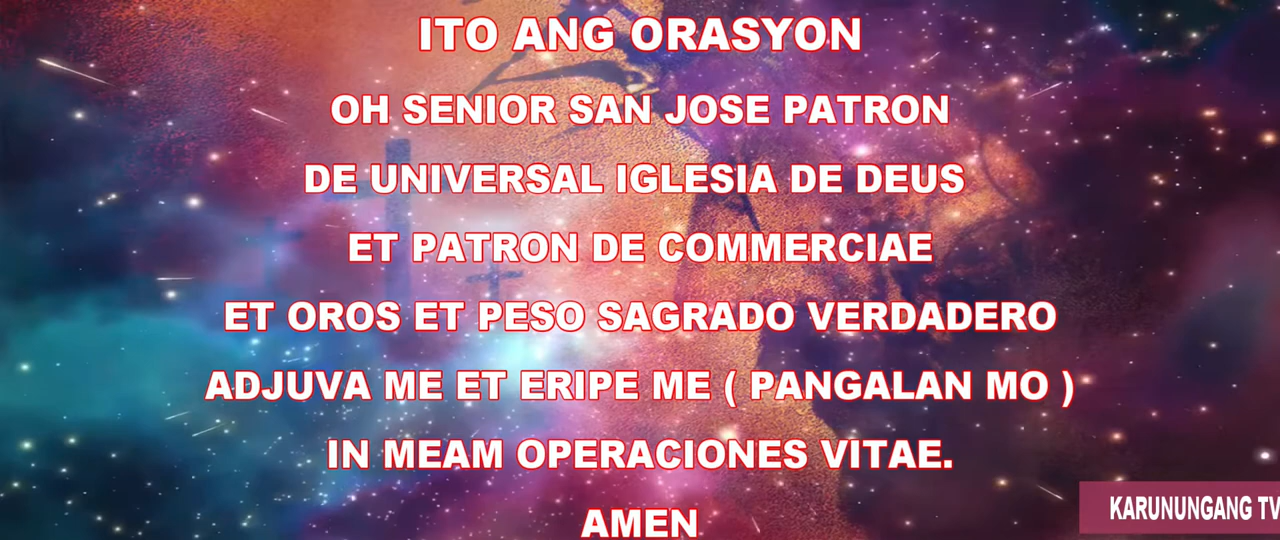 ITO ANG ORASYON
OH SENIOR SAN JOSE PATRON
DE UNIVERSAL IGLESIA DE DEUS
ET PATRON DE COMMERCIAE
ET OROS ET PESO SAGRADO VERDADERO
ADJUVA ME ET ERIPE ME ( PANGALAN MO )
IN MEAM OPERACIONES VITAE.
AMEN
KARUNUNGANG TV